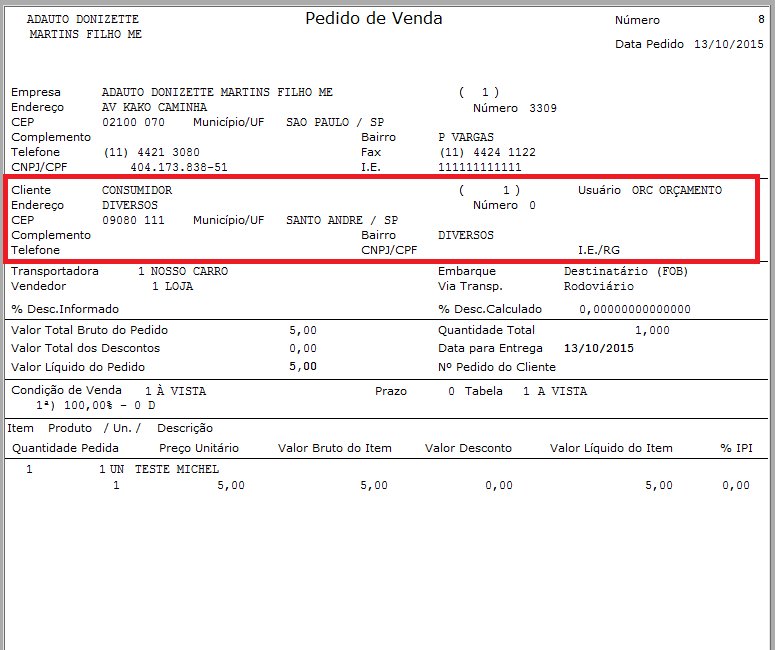 ADAUTO DONIZETTE MARTINS FILHO ME
Pedido de Venda
Número 8
Data Pedido 13/10/2015
Empresa ADAUTO DONIZETTE MARTINS FILHO ME ( 1 )
Endereço AV KAKO CAMINHA Número 3309
CEP 02100 070 Município/UF SAO PAULO / SP
Complemento Bairro P VARGAS
Telefone (11) 4421 3080 Fax (11) 4424 1122
CNPJ/CPF 404.173.838-51 I.E. 111111111111
Cliente CONSUMIDOR ( 1 ) Usuário ORC ORÇAMENTO
Endereço DIVERSOS Número 0
CEP 09080 111 Município/UF SANTO ANDRE / SP
Complemento Bairro DIVERSOS
Telefone CNPJ/CPF I.E/RG
Transportadora 1 NOSSO CARRO Embarque Destinatário (FOB)
Vendedor 1 LOJA Via Transp. Rodoviário
% Desc.Informado % Desc.Calculado 0,00000000000000
Valor Total Bruto do Pedido 5,00 Quantidade Total 1,000
Valor Total dos Descontos 0,00 Data para Entrega 13/10/2015
Valor Líquido do Pedido 5,00 Nº Pedido do Cliente
Condição de Venda 1 À VISTA Prazo 0 Tabela 1 A VISTA
1ª) 100,00% - 0 D
Item Produto / Un. / Descrição
Quantidade Pedida Preço Unitário Valor Bruto do Item Valor Desconto Valor Líquido do Item % IPI
1 1 UN TESTE MICHEL
1 5,00 5,00 0,00 5,00 0,00